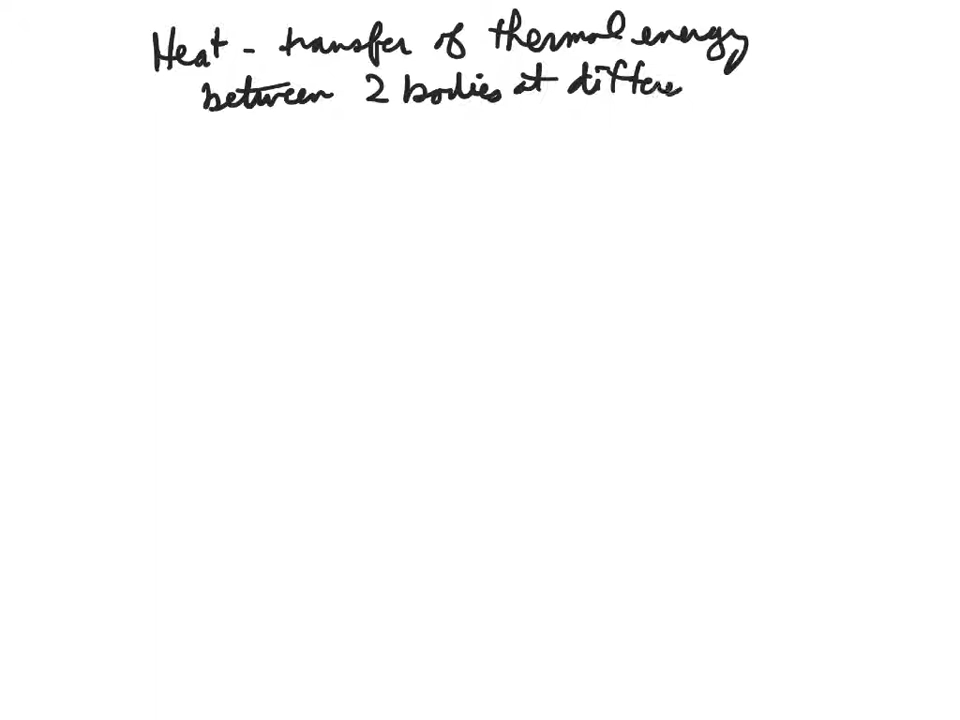 Heat - transfer of thermal energy
between 2 bodies at differe